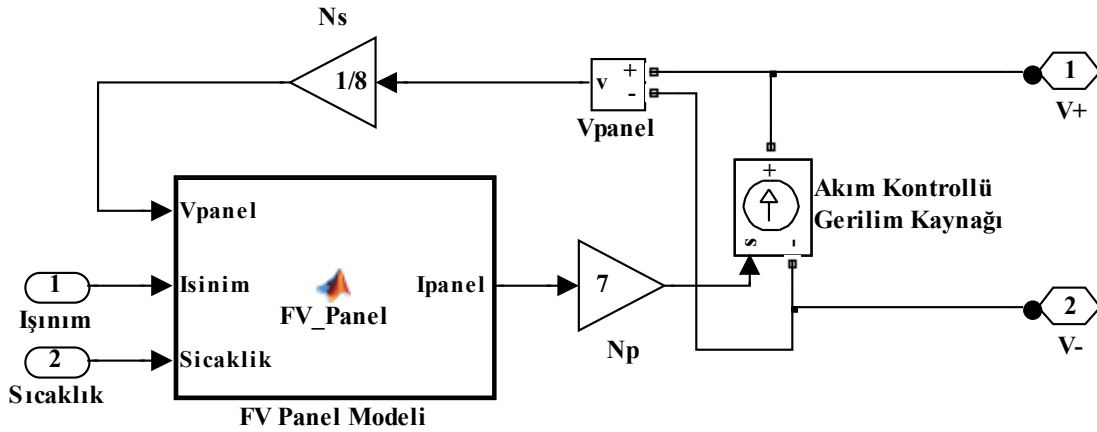 Ns
1/8
v
+
-
Vpanel
1
V+
+
s
-
Akım Kontrollü
Gerilim Kaynağı
Vpanel
Isinim
Sicaklik
Ipanel
FV_Panel
FV Panel Modeli
1
Işınım
2
Sıcaklık
7
Np
2
V-